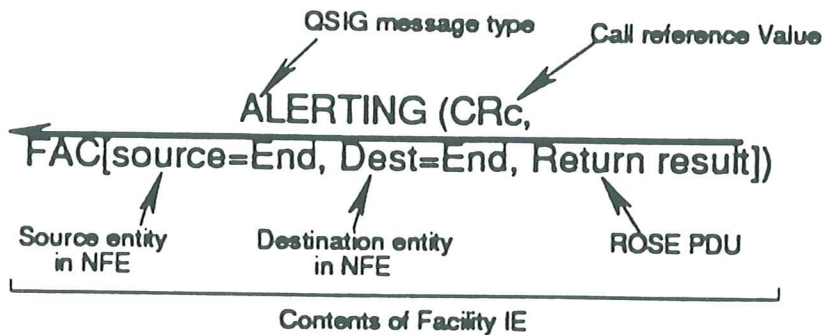 QSIG message type
Call reference Value
ALERTING (CRc,
FAC[source=End, Dest=End, Return result])
Source entity
in NFE
Destination entity
in NFE
ROSE PDU
Contents of Facility IE